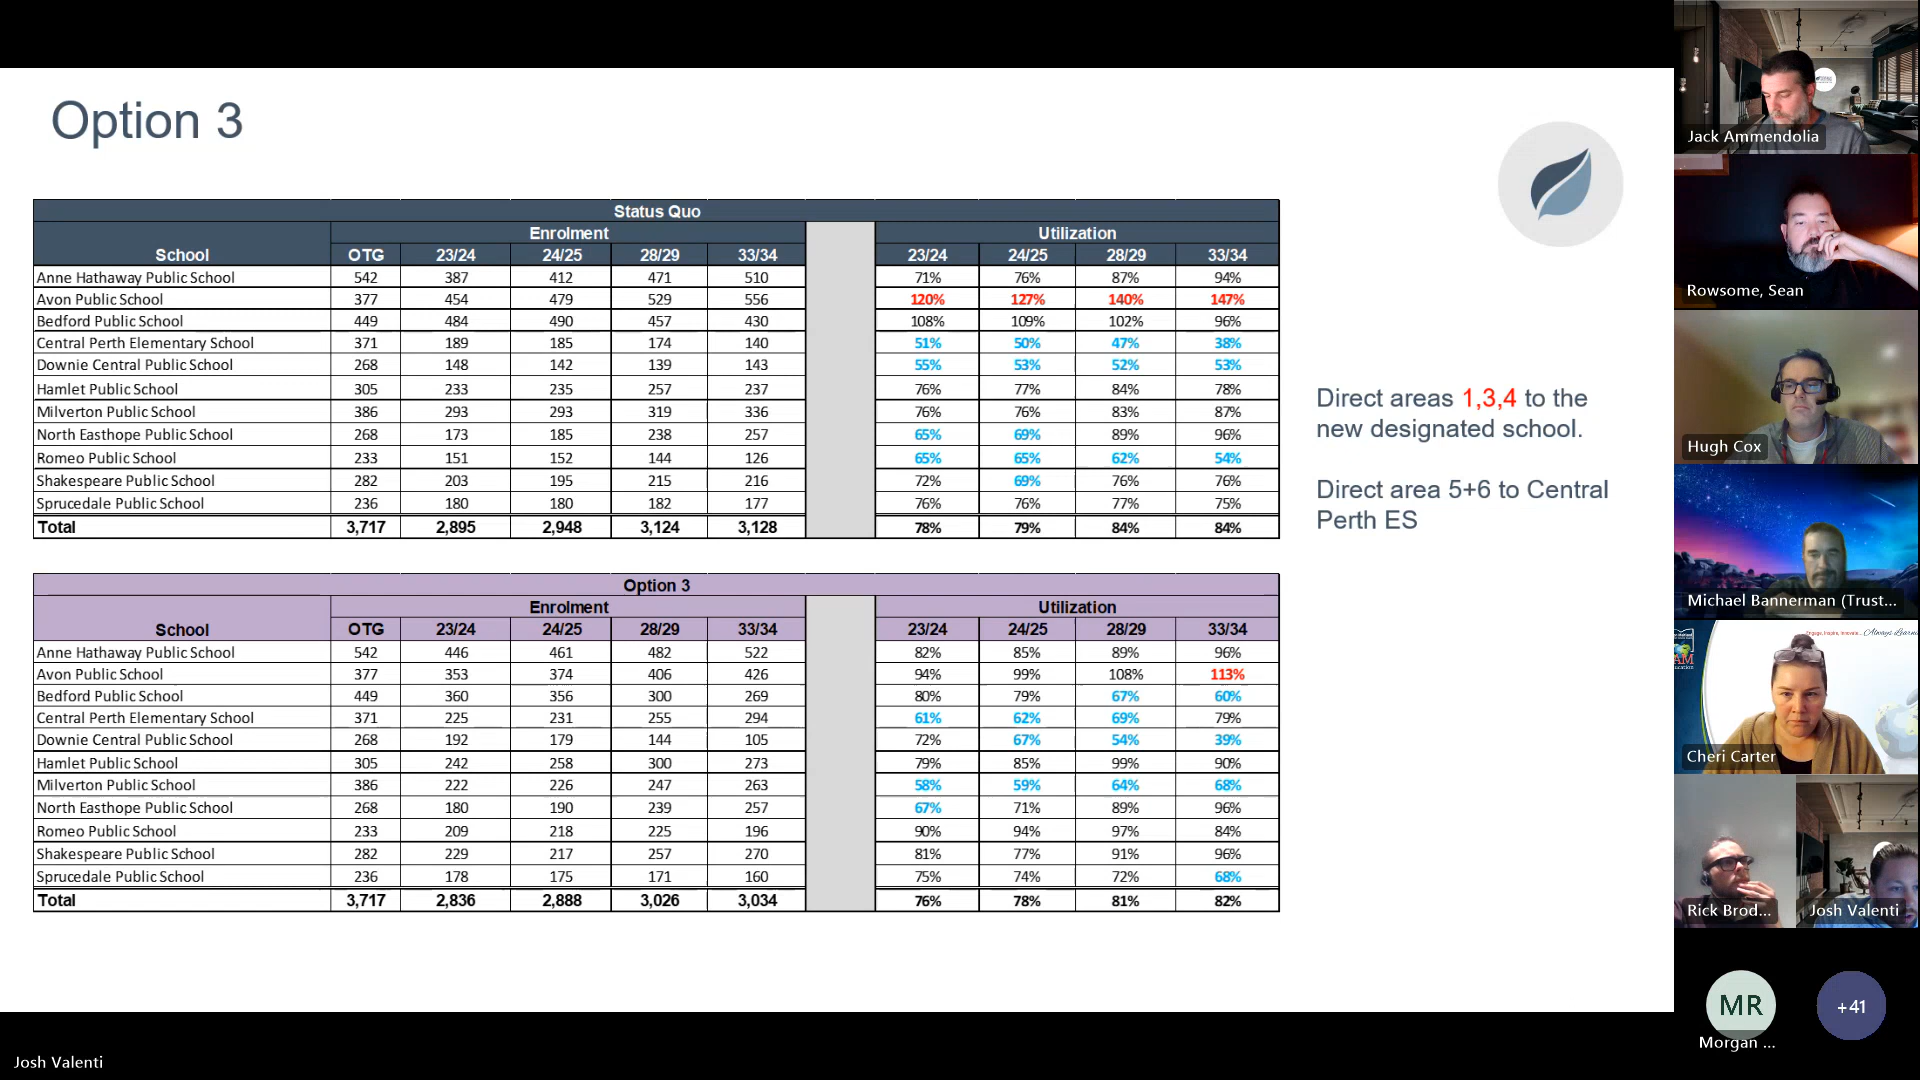 Option 3
Status Quo
Enrolment Utilization
School OTG 23/24 24/25 28/29 33/34 23/24 24/25 28/29 33/34
Anne Hathaway Public School 542 387 412 471 510 71% 76% 87% 94%
Avon Public School 377 454 479 529 556 120% 127% 140% 147%
Bedford Public School 449 484 490 457 430 108% 109% 102% 96%
Central Perth Elementary School 371 189 185 174 140 51% 50% 47% 38%
Downie Central Public School 268 148 142 139 143 55% 53% 52% 53%
Hamlet Public School 305 233 235 257 237 76% 77% 84% 78%
Milverton Public School 386 293 293 319 336 76% 76% 83% 87%
North Easthope Public School 268 173 185 238 257 65% 69% 89% 96%
Romeo Public School 233 151 152 144 126 65% 65% 62% 54%
Shakespeare Public School 282 203 195 215 216 72% 69% 76% 76%
Sprucedale Public School 236 180 180 182 177 76% 76% 77% 75%
Total 3,717 2,895 2,948 3,124 3,128 78% 79% 84% 84%
Direct areas 1,3,4 to the
new designated school.
Direct area 5+6 to Central
Perth ES
Option 3
Enrolment Utilization
School OTG 23/24 24/25 28/29 33/34 23/24 24/25 28/29 33/34
Anne Hathaway Public School 542 446 461 482 522 82% 85% 89% 96%
Avon Public School 377 353 374 406 426 94% 99% 108% 113%
Bedford Public School 449 360 356 300 269 80% 79% 67% 60%
Central Perth Elementary School 371 225 231 255 294 61% 62% 69% 79%
Downie Central Public School 268 192 179 144 105 72% 67% 54% 39%
Hamlet Public School 305 242 258 300 273 79% 85% 99% 90%
Milverton Public School 386 222 226 247 263 58% 59% 64% 68%
North Easthope Public School 268 180 190 239 257 67% 71% 89% 96%
Romeo Public School 233 209 218 225 196 90% 94% 97% 84%
Shakespeare Public School 282 229 217 257 270 81% 77% 91% 96%
Sprucedale Public School 236 178 175 171 160 75% 74% 72% 68%
Total 3,717 2,836 2,888 3,026 3,034 76% 78% 81% 82%
Jack Ammendolia
Rowsome, Sean
Hugh Cox
Michael Bannerman (Trust...
Cheri Carter
Rick Brod... Josh Valenti
MR +41
Morgan ...
Josh Valenti